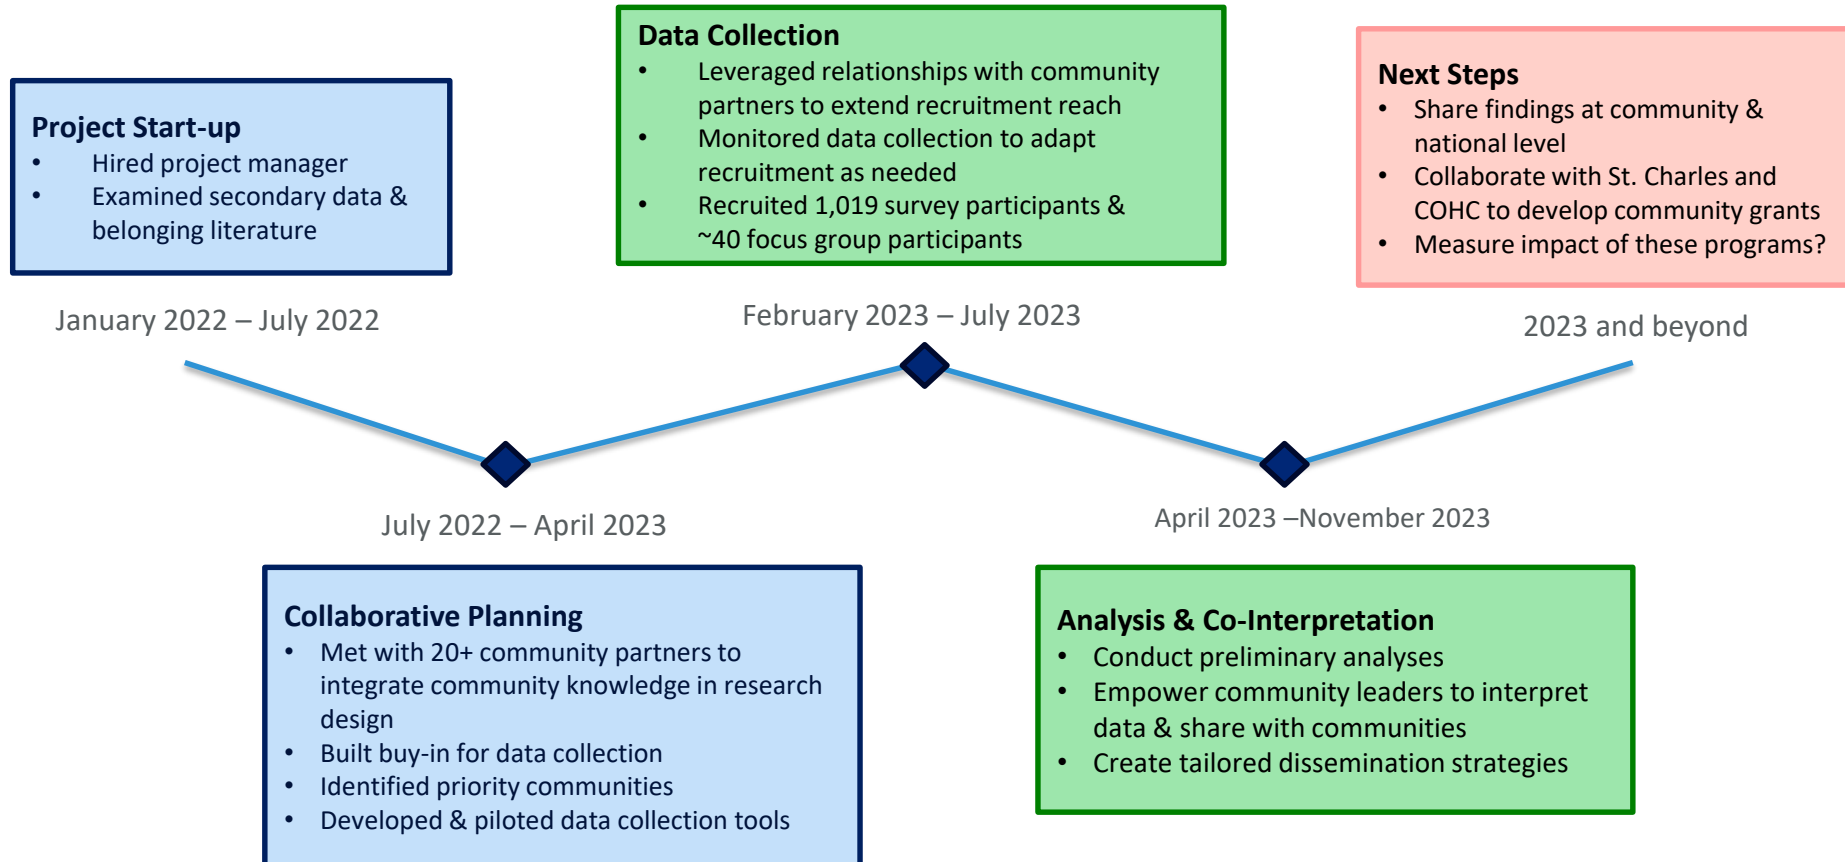 Project Start-up
• Hired project manager
• Examined secondary data &
belonging literature
January 2022 – July 2022
Collaborative Planning
• Met with 20+ community partners to
integrate community knowledge in research
design
• Built buy-in for data collection
• Identified priority communities
• Developed & piloted data collection tools
July 2022 – April 2023
Data Collection
• Leveraged relationships with community
partners to extend recruitment reach
• Monitored data collection to adapt
recruitment as needed
• Recruited 1,019 survey participants &
~40 focus group participants
February 2023 – July 2023
Analysis & Co-Interpretation
• Conduct preliminary analyses
• Empower community leaders to interpret
data & share with communities
• Create tailored dissemination strategies
April 2023 –November 2023
Next Steps
• Share findings at community &
national level
• Collaborate with St. Charles and
COHC to develop community grants
• Measure impact of these programs?
2023 and beyond